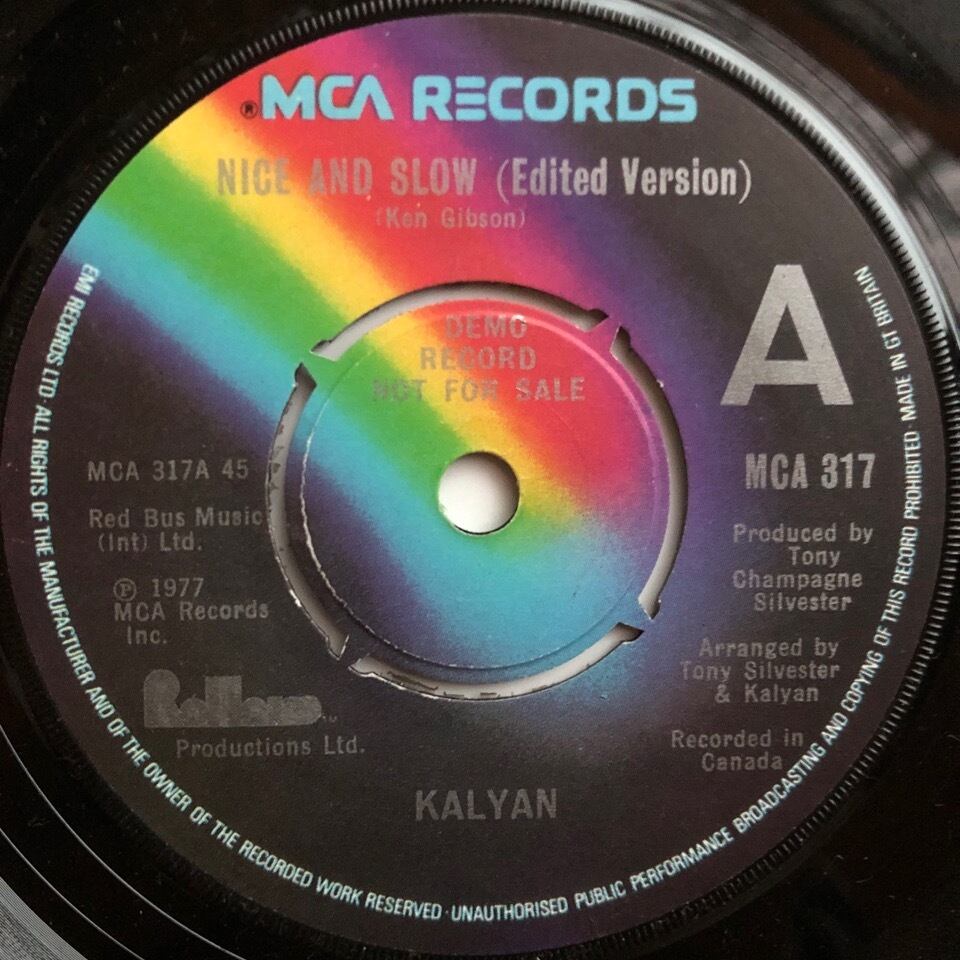 ® MCA RECORDS
NICE AND SLOW (Edited Version)
(Ken Gibson)
A
DEMO
RECORD
NOT FOR SALE
MCA 317A 45
Red Bus Music
(Int) Ltd.
℗ 1977
MCA Records
Inc.
Productions Ltd.
MCA 317
Produced by
Tony
Champagne
Silvester
Arranged by
Tony Silvester
& Kalyan
Recorded in
Canada
KALYAN
EMI RECORDS LTD. ALL RIGHTS OF THE MANUFACTURER AND OF THE OWNER OF THE RECORDED WORK RESERVED · UNAUTHORISED PUBLIC PERFORMANCE BROADCASTING AND COPYING OF THIS RECORD PROHIBITED · MADE IN GT BRITAIN